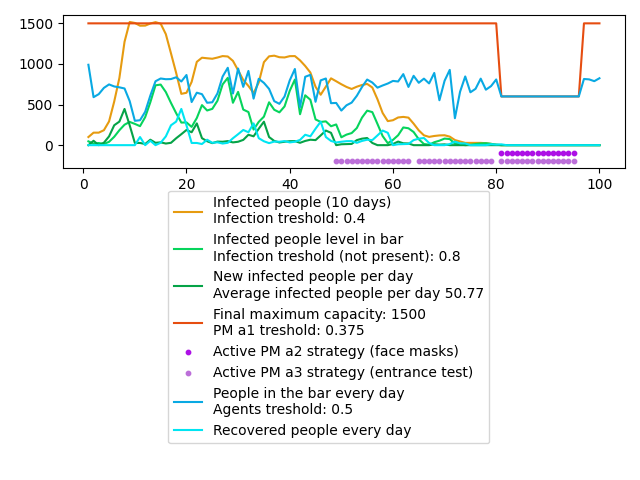 1500
1000
500
0
0 20 40 60 80 100
Infected people (10 days)
Infection treshold: 0.4
Infected people level in bar
Infection treshold (not present): 0.8
New infected people per day
Average infected people per day 50.77
Final maximum capacity: 1500
PM a1 treshold: 0.375
Active PM a2 strategy (face masks)
Active PM a3 strategy (entrance test)
People in the bar every day
Agents treshold: 0.5
Recovered people every day